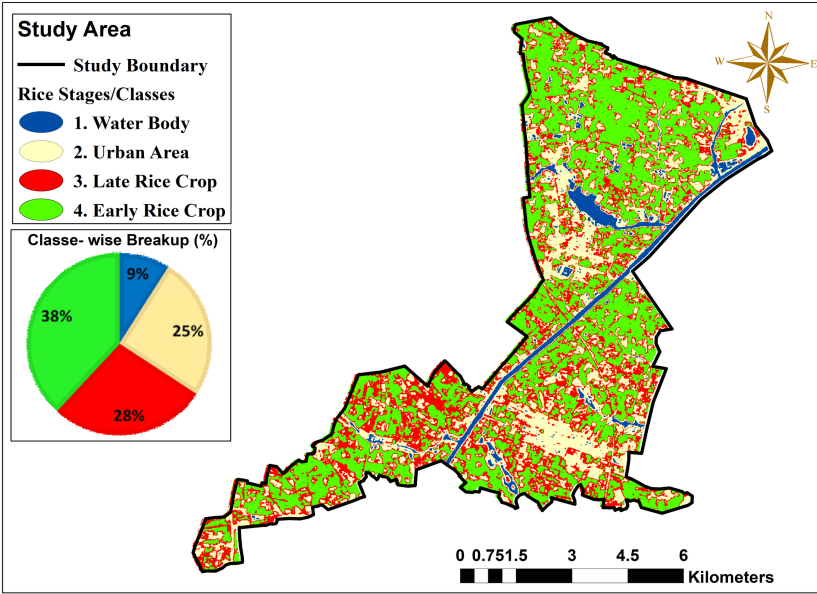 Study Area
Study Boundary
Rice Stages/Classes
1. Water Body
2. Urban Area
3. Late Rice Crop
4. Early Rice Crop
Classe- wise Breakup (%)
9%
38%
25%
28%
N
W E
S
0 0.751.5 3 4.5 6
Kilometers